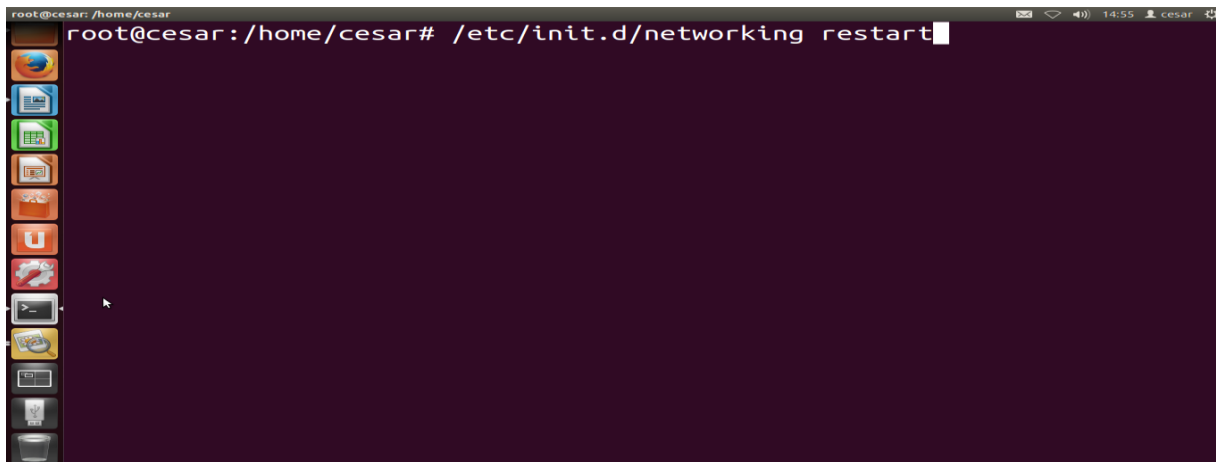 root@cesar: /home/cesar
14:55 cesar
root@cesar:/home/cesar# /etc/init.d/networking restart